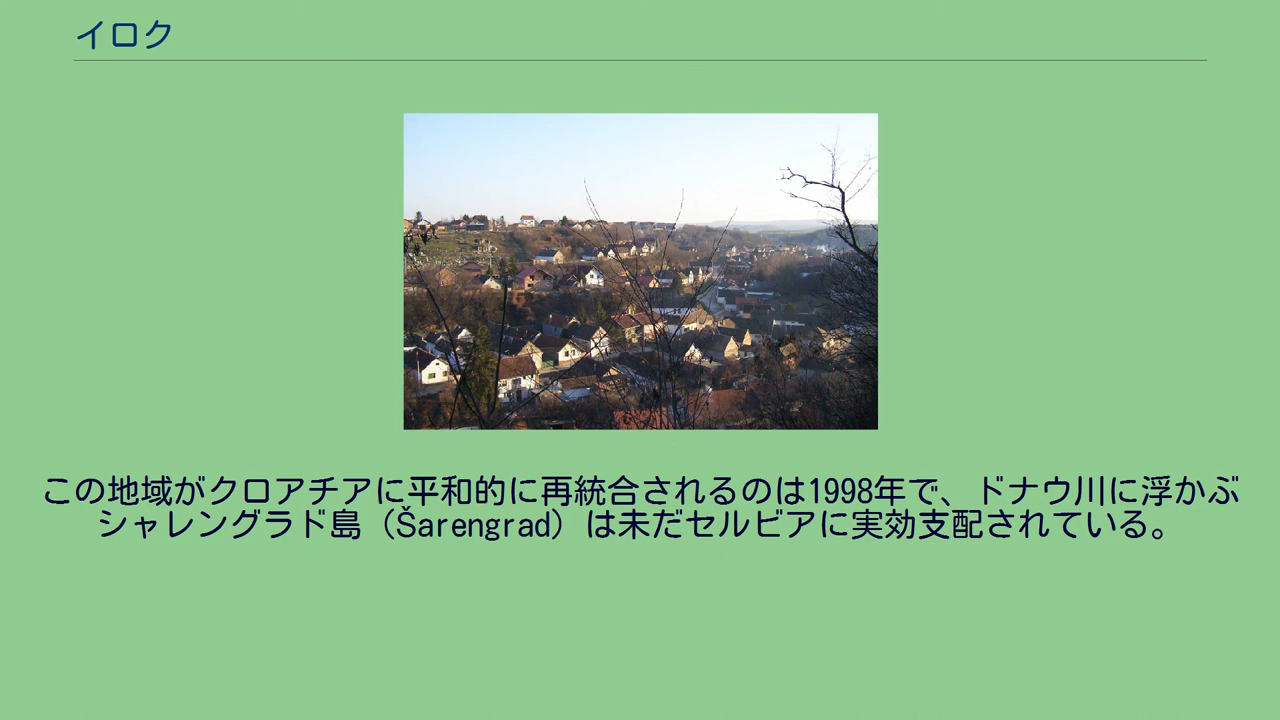 イロク
この地域がクロアチアに平和的に再統合されるのは1998年で、ドナウ川に浮かぶ
シャレングラド島（Šarengrad）は未だセルビアに実効支配されている。